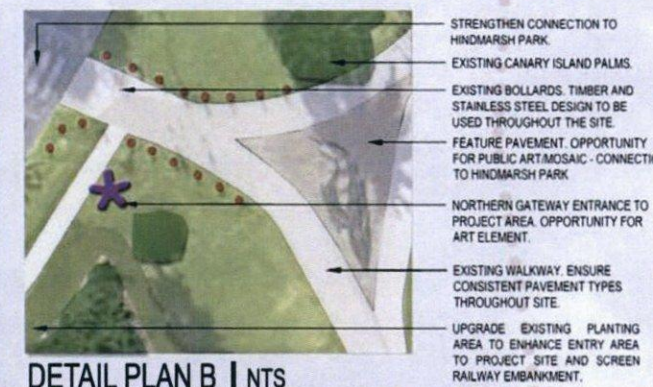 STRENGTHEN CONNECTION TO
HINDMARSH PARK.
EXISTING CANARY ISLAND PALMS.
EXISTING BOLLARDS. TIMBER AND
STAINLESS STEEL DESIGN TO BE
USED THROUGHOUT THE SITE.
FEATURE PAVEMENT. OPPORTUNITY
FOR PUBLIC ART/MOSAIC - CONNECTIO
TO HINDMARSH PARK
NORTHERN GATEWAY ENTRANCE TO
PROJECT AREA. OPPORTUNITY FOR
ART ELEMENT.
EXISTING WALKWAY. ENSURE
CONSISTENT PAVEMENT TYPES
THROUGHOUT SITE.
UPGRADE EXISTING PLANTING
AREA TO ENHANCE ENTRY AREA
TO PROJECT SITE AND SCREEN
RAILWAY EMBANKMENT.
DETAIL PLAN B | NTS